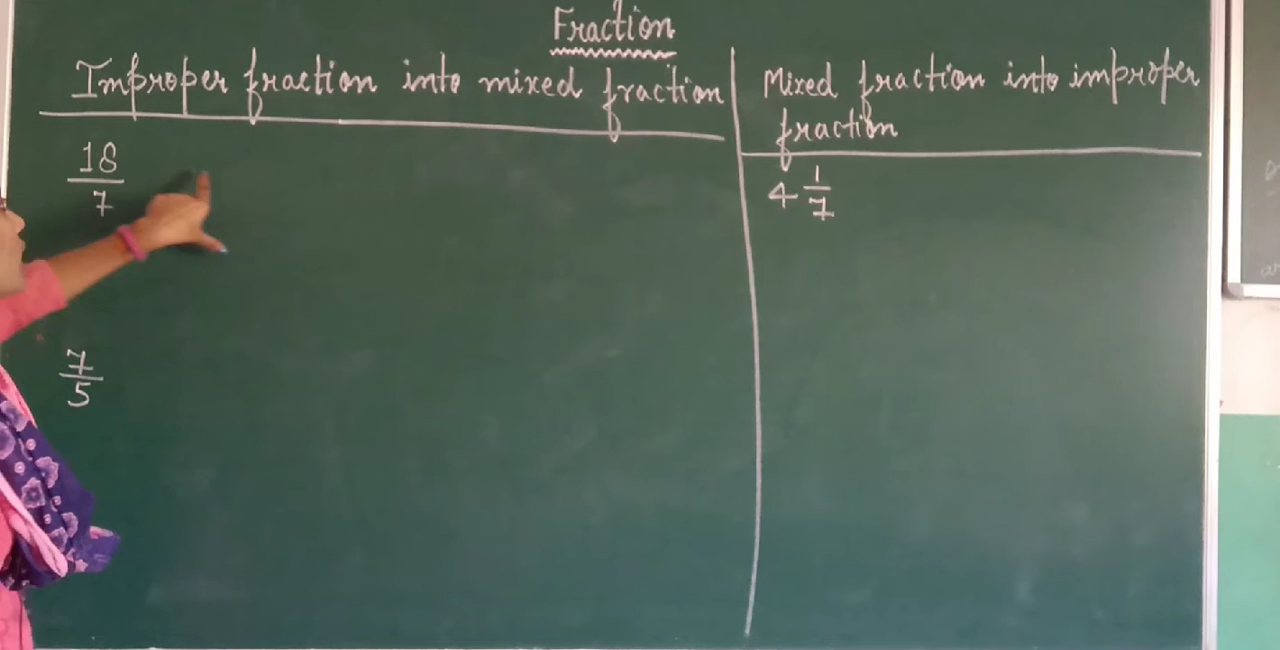 Fraction
Improper fraction into mixed fraction
18/7
7/5
Mixed fraction into improper
fraction
4 1/7